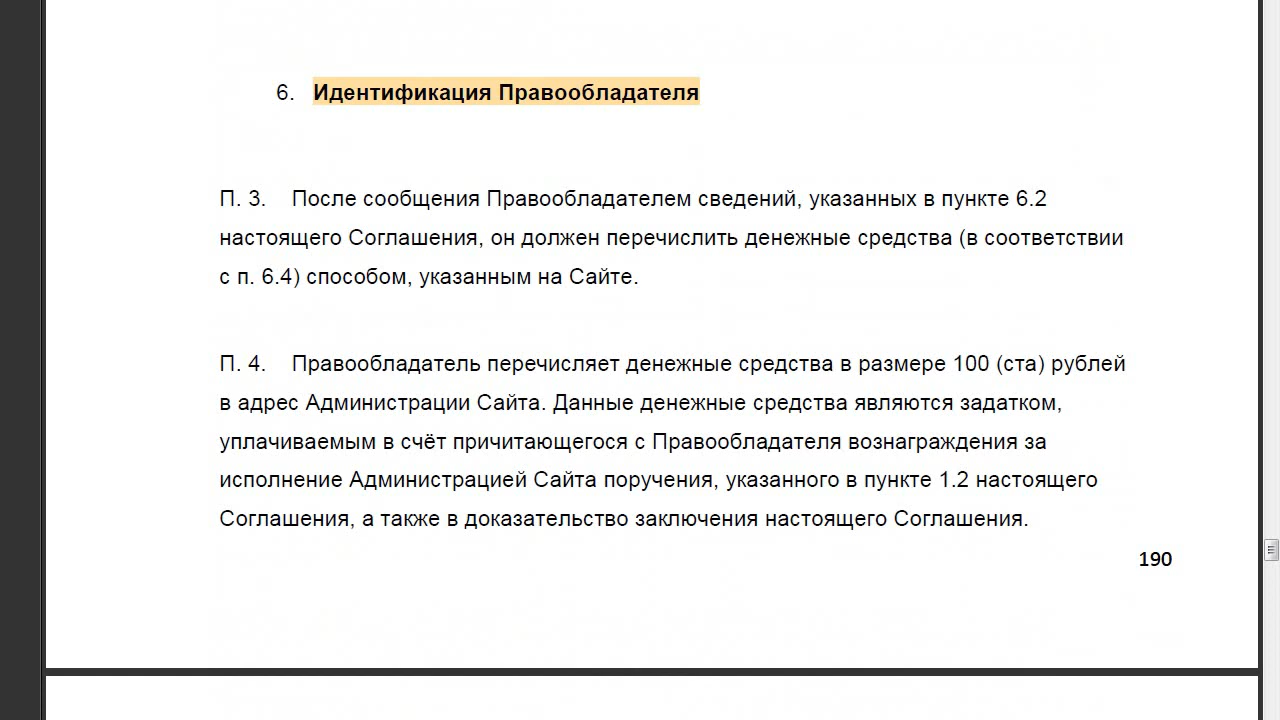 6. Идентификация Правообладателя
П. 3. После сообщения Правообладателем сведений, указанных в пункте 6.2
настоящего Соглашения, он должен перечислить денежные средства (в соответствии
с п. 6.4) способом, указанным на Сайте.
П. 4. Правообладатель перечисляет денежные средства в размере 100 (ста) рублей
в адрес Администрации Сайта. Данные денежные средства являются задатком,
уплачиваемым в счёт причитающегося с Правообладателя вознаграждения за
исполнение Администрацией Сайта поручения, указанного в пункте 1.2 настоящего
Соглашения, а также в доказательство заключения настоящего Соглашения.
190